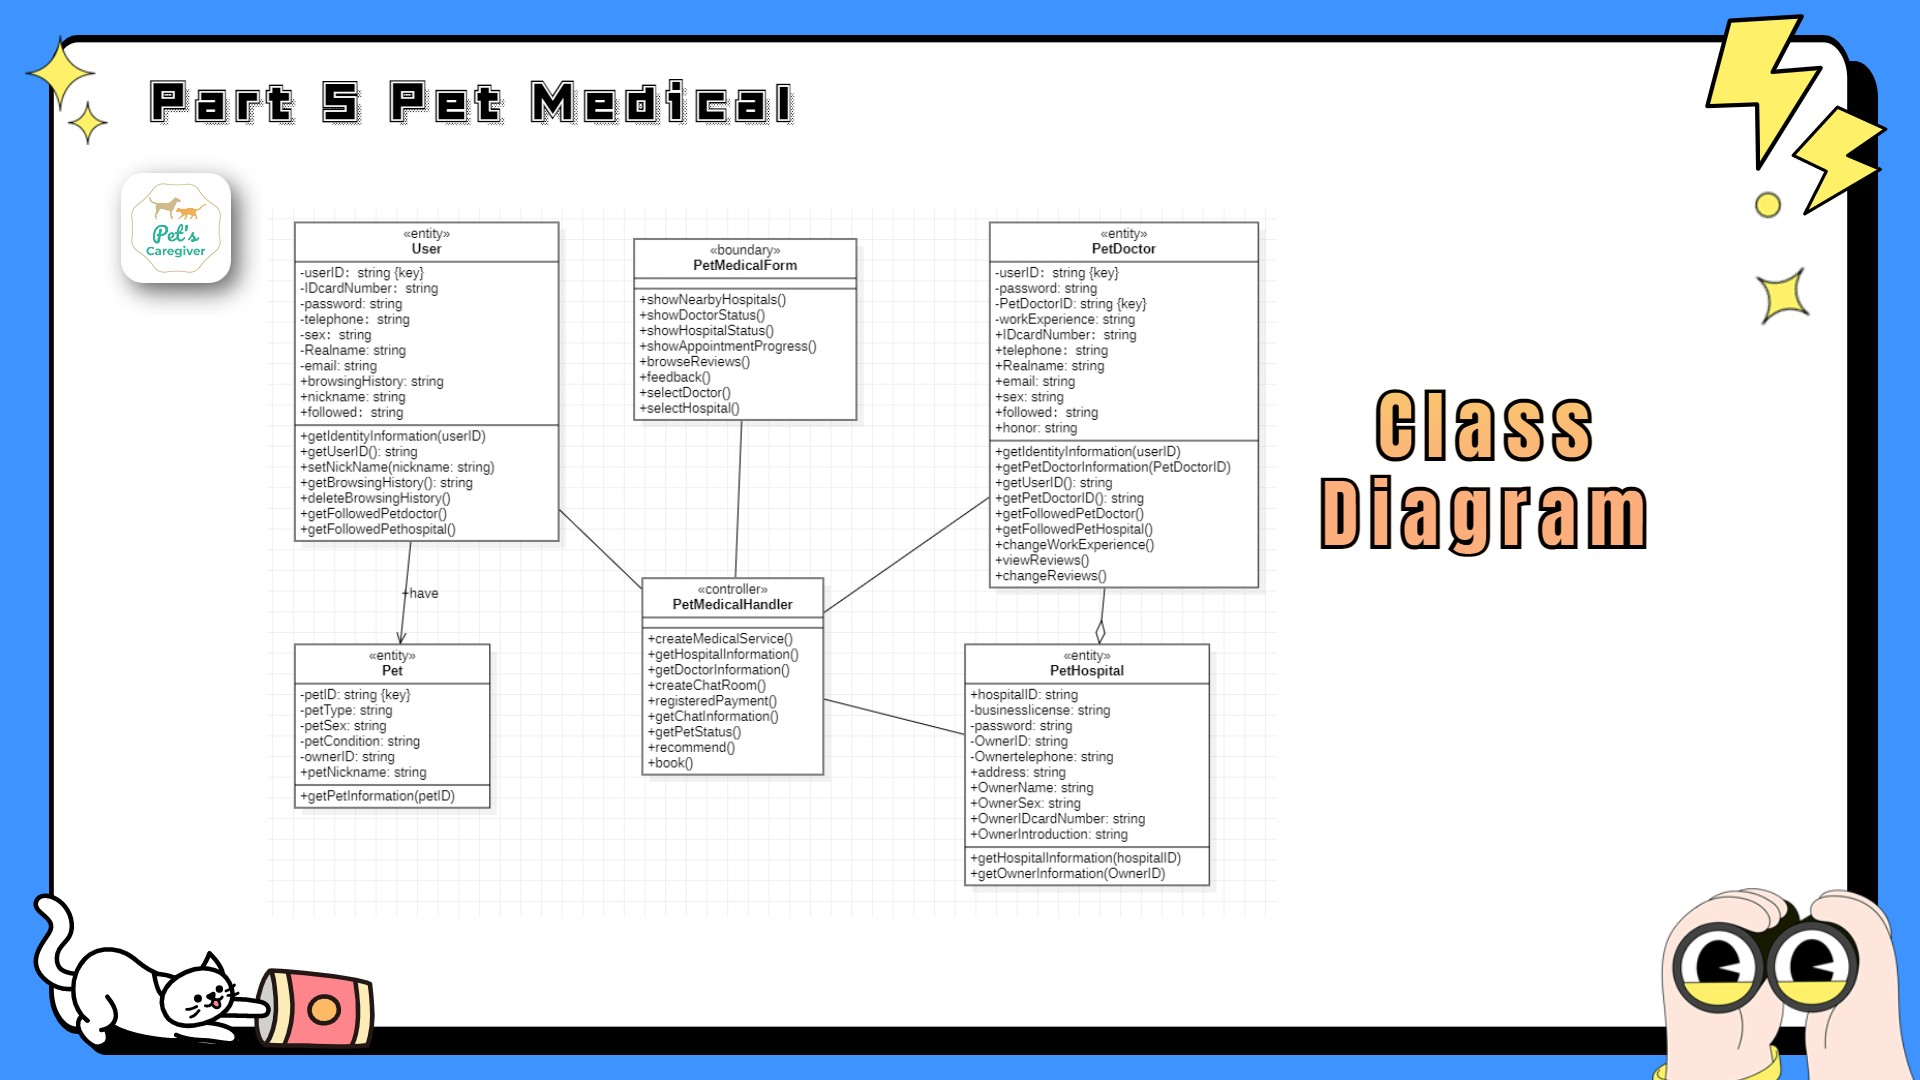 Part 5 Pet Medical
Pet's
Caregiver
«entity»
User
-userID: string {key}
-IDcardNumber: string
-password: string
-telephone: string
-sex: string
-Realname: string
-email: string
+browsingHistory: string
+nickname: string
+followed: string
+getIdentityInformation(userID)
+getUserID(): string
+setNickName(nickname: string)
+getBrowsingHistory(): string
+deleteBrowsingHistory()
+getFollowedPetdoctor()
+getFollowedPethospital()
«boundary»
PetMedicalForm
+showNearbyHospitals()
+showDoctorStatus()
+showHospitalStatus()
+showAppointmentProgress()
+browseReviews()
+feedback()
+selectDoctor()
+selectHospital()
«entity»
PetDoctor
-userID: string {key}
-password: string
-PetDoctorID: string {key}
-workExperience: string
+IDcardNumber: string
+telephone: string
+Realname: string
+email: string
+sex: string
+followed: string
+honor: string
+getIdentityInformation(userID)
+getPetDoctorInformation(PetDoctorID)
+getUserID(): string
+getPetDoctorID(): string
+getFollowedPetDoctor()
+getFollowedPetHospital()
+changeWorkExperience()
+viewReviews()
+changeReviews()
Class
Diagram
+have
«controller»
PetMedicalHandler
+createMedicalService()
+getHospitalInformation()
+getDoctorInformation()
+createChatRoom()
+registeredPayment()
+getChatInformation()
+getPetStatus()
+recommend()
+book()
«entity»
Pet
-petID: string {key}
-petType: string
-petSex: string
-petCondition: string
-ownerID: string
+petNickname: string
+getPetInformation(petID)
«entity»
PetHospital
+hospitalID: string
-businesslicense: string
-password: string
-OwnerID: string
-Ownertelephone: string
+address: string
+OwnerName: string
+OwnerSex: string
+OwnerIDcardNumber: string
+OwnerIntroduction: string
+getHospitalInformation(hospitalID)
+getOwnerInformation(OwnerID)